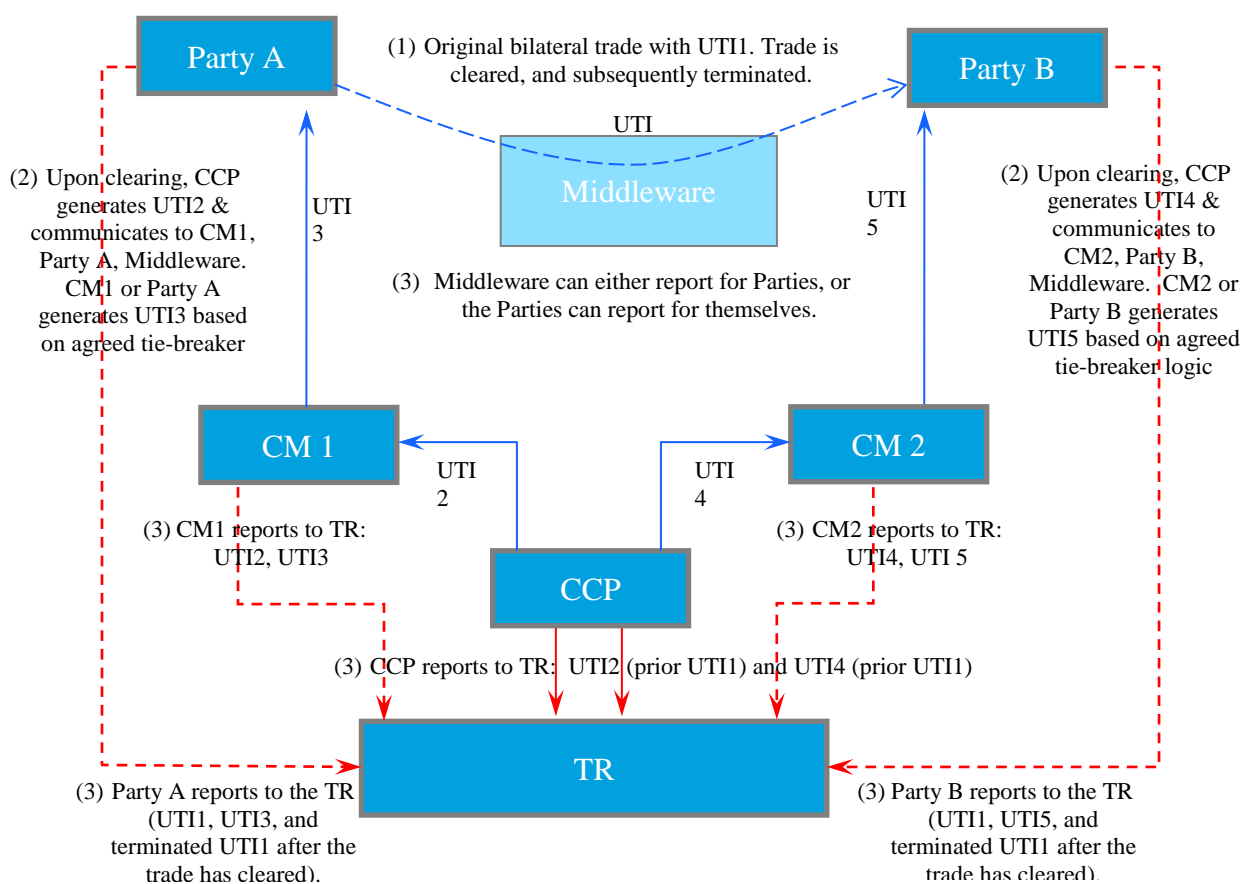 Party A
(1) Original bilateral trade with UTI1. Trade is
cleared, and subsequently terminated.
Party B
UTI
Middleware
(2) Upon clearing, CCP
generates UTI2 &
communicates to CM1,
Party A, Middleware.
CM1 or Party A
generates UTI3 based
on agreed tie-breaker
UTI
3
UTI
5
(2) Upon clearing, CCP
generates UTI4 &
communicates to
CM2, Party B,
Middleware. CM2 or
Party B generates
UTI5 based on agreed
tie-breaker logic
(3) Middleware can either report for Parties, or
the Parties can report for themselves.
CM 1
CM 2
UTI
2
UTI
4
(3) CM1 reports to TR:
UTI2, UTI3
(3) CM2 reports to TR:
UTI4, UTI 5
CCP
(3) CCP reports to TR: UTI2 (prior UTI1) and UTI4 (prior UTI1)
TR
(3) Party A reports to the TR
(UTI1, UTI3, and
terminated UTI1 after the
trade has cleared).
(3) Party B reports to the TR
(UTI1, UTI5, and
terminated UTI1 after the
trade has cleared).